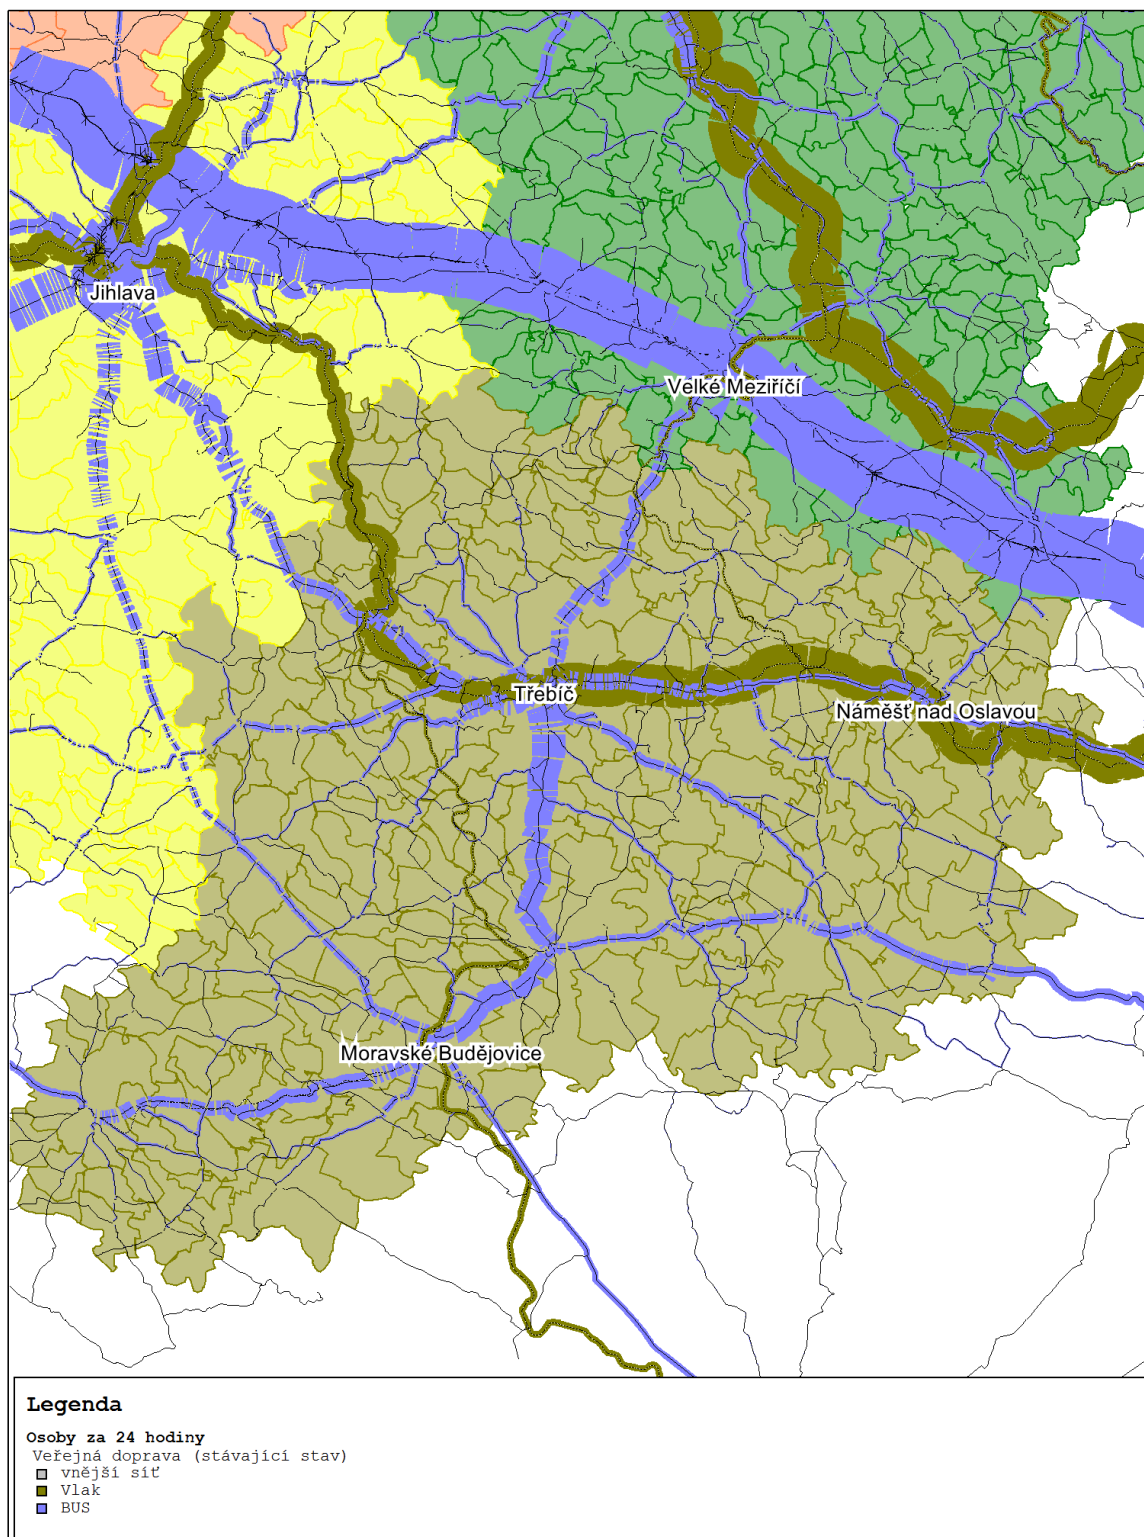 Jihlava
Velké Meziříčí
Třebíč
Náměšť nad Oslavou
Moravské Budějovice
Legenda
Osoby za 24 hodiny
Veřejná doprava (stávající stav)
vnější síť
Vlak
BUS